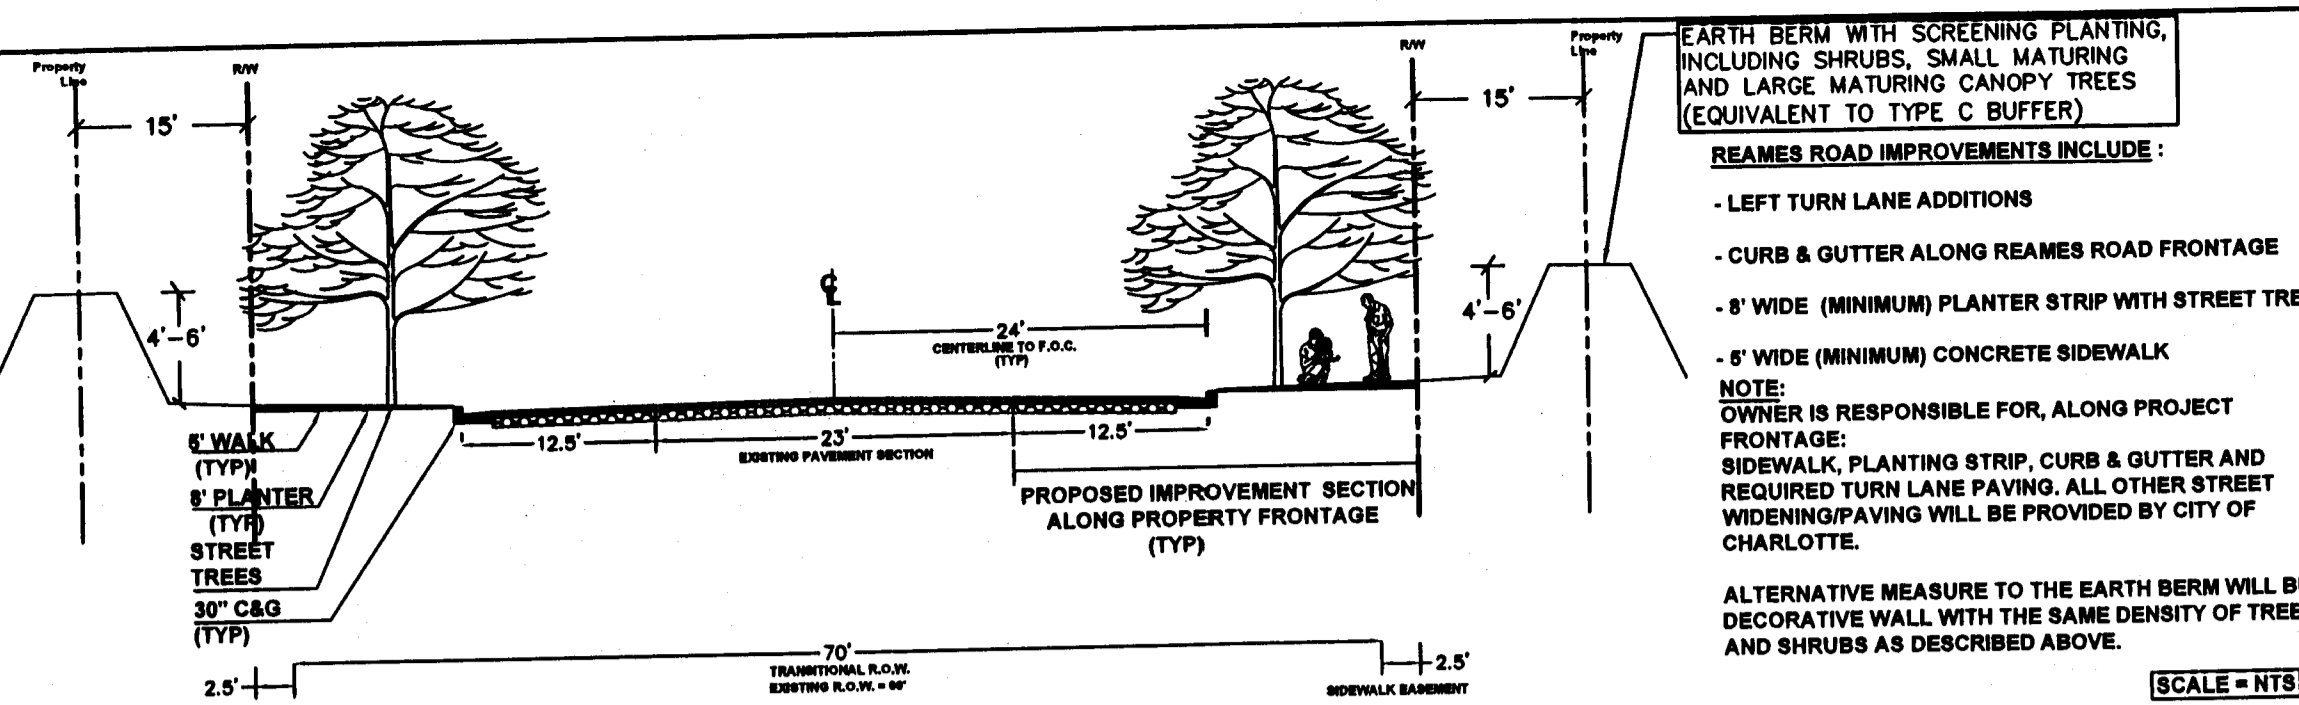 Property
Line
R/W
15'
4'-6'
5' WALK
(TYP)
8' PLANTER
(TYP)
STREET
TREES
30" C&G
(TYP)
2.5'
℄
24'
CENTERLINE TO F.O.C.
(TYP)
12.5'
23'
12.5'
EXISTING PAVEMENT SECTION
PROPOSED IMPROVEMENT SECTION
ALONG PROPERTY FRONTAGE
(TYP)
70'
TRANSITIONAL R.O.W.
EXISTING R.O.W. =
2.5'
SIDEWALK EASEMENT
R/W
Property
Line
15'
4'-6'
EARTH BERM WITH SCREENING PLANTING,
INCLUDING SHRUBS, SMALL MATURING
AND LARGE MATURING CANOPY TREES
(EQUIVALENT TO TYPE C BUFFER)
REAMES ROAD IMPROVEMENTS INCLUDE :
- LEFT TURN LANE ADDITIONS
- CURB & GUTTER ALONG REAMES ROAD FRONTAGE
- 8' WIDE (MINIMUM) PLANTER STRIP WITH STREET TRE
- 5' WIDE (MINIMUM) CONCRETE SIDEWALK
NOTE:
OWNER IS RESPONSIBLE FOR, ALONG PROJECT
FRONTAGE:
SIDEWALK, PLANTING STRIP, CURB & GUTTER AND
REQUIRED TURN LANE PAVING. ALL OTHER STREET
WIDENING/PAVING WILL BE PROVIDED BY CITY OF
CHARLOTTE.
ALTERNATIVE MEASURE TO THE EARTH BERM WILL B
DECORATIVE WALL WITH THE SAME DENSITY OF TREE
AND SHRUBS AS DESCRIBED ABOVE.
SCALE = NTS